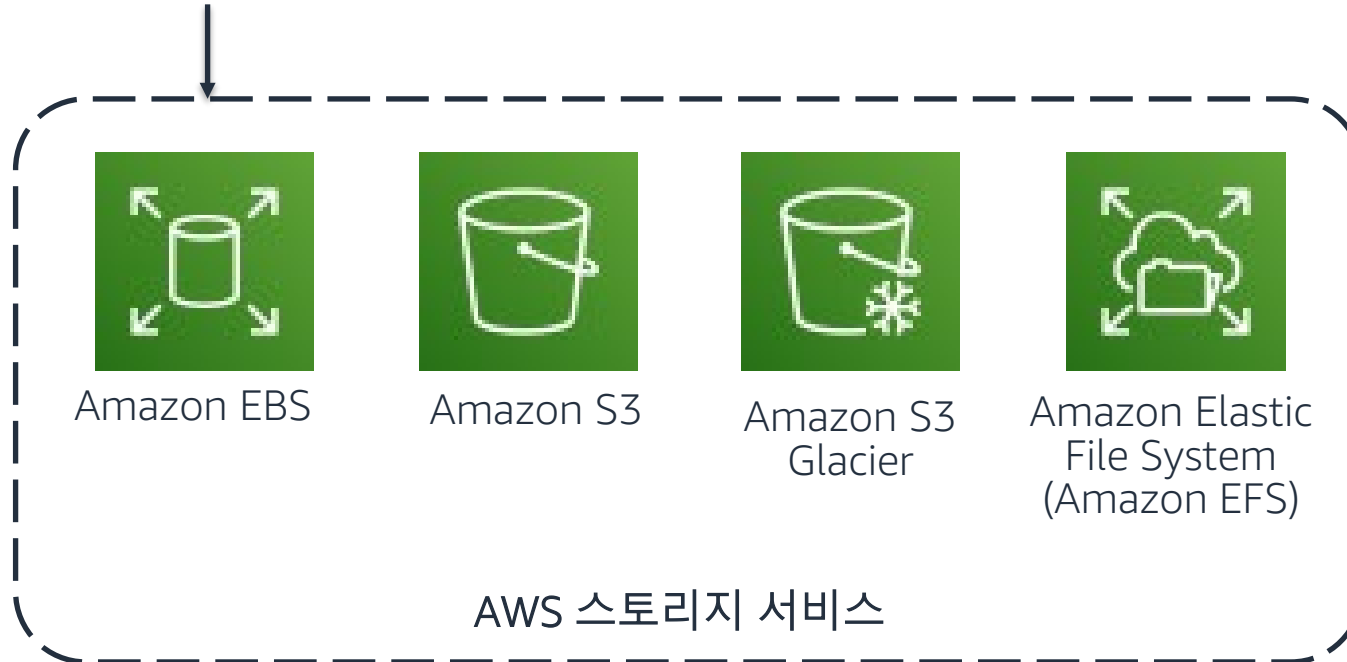 Amazon EBS
Amazon S3
Amazon S3
Glacier
Amazon Elastic
File System
(Amazon EFS)
AWS 스토리지 서비스